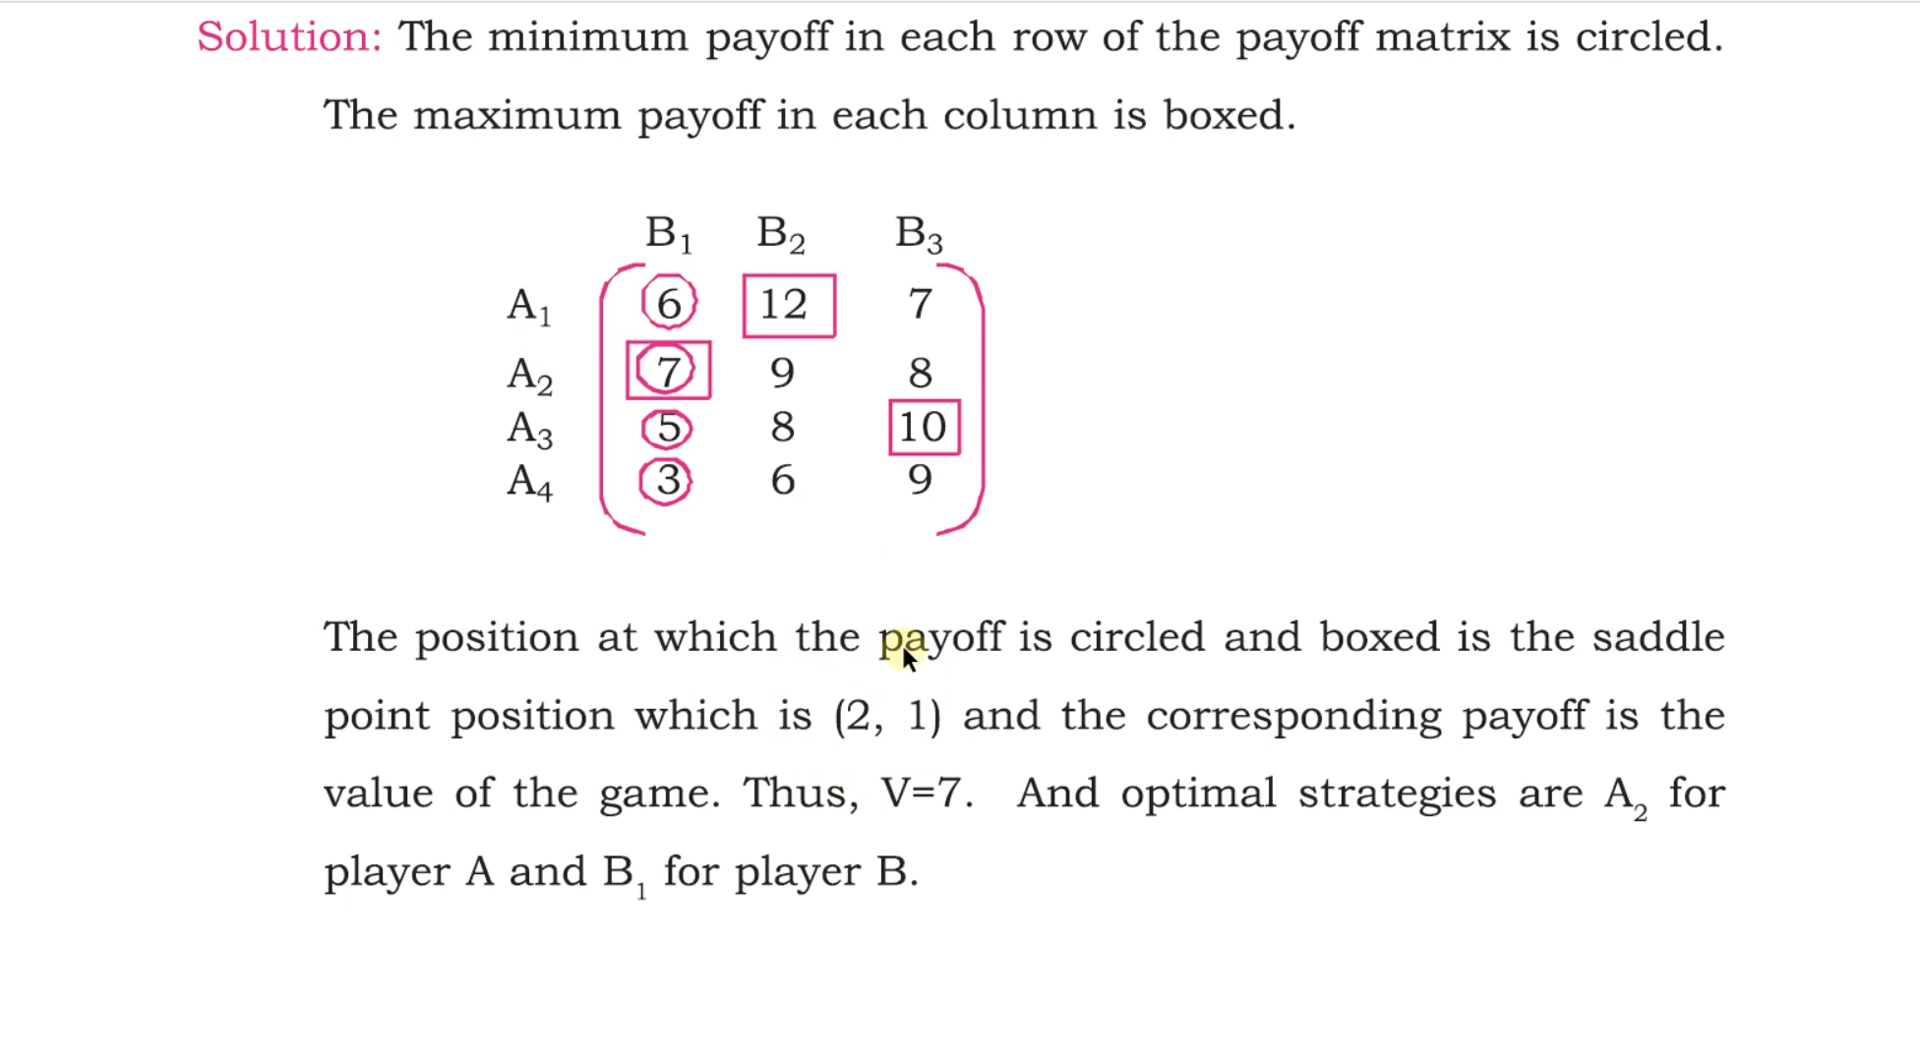 Solution: The minimum payoff in each row of the payoff matrix is circled.
The maximum payoff in each column is boxed.
B₁ B₂ B₃
A₁ 6 12 7
A₂ 7 9 8
A₃ 5 8 10
A₄ 3 6 9
The position at which the payoff is circled and boxed is the saddle
point position which is (2, 1) and the corresponding payoff is the
value of the game. Thus, V=7. And optimal strategies are A₂ for
player A and B₁ for player B.